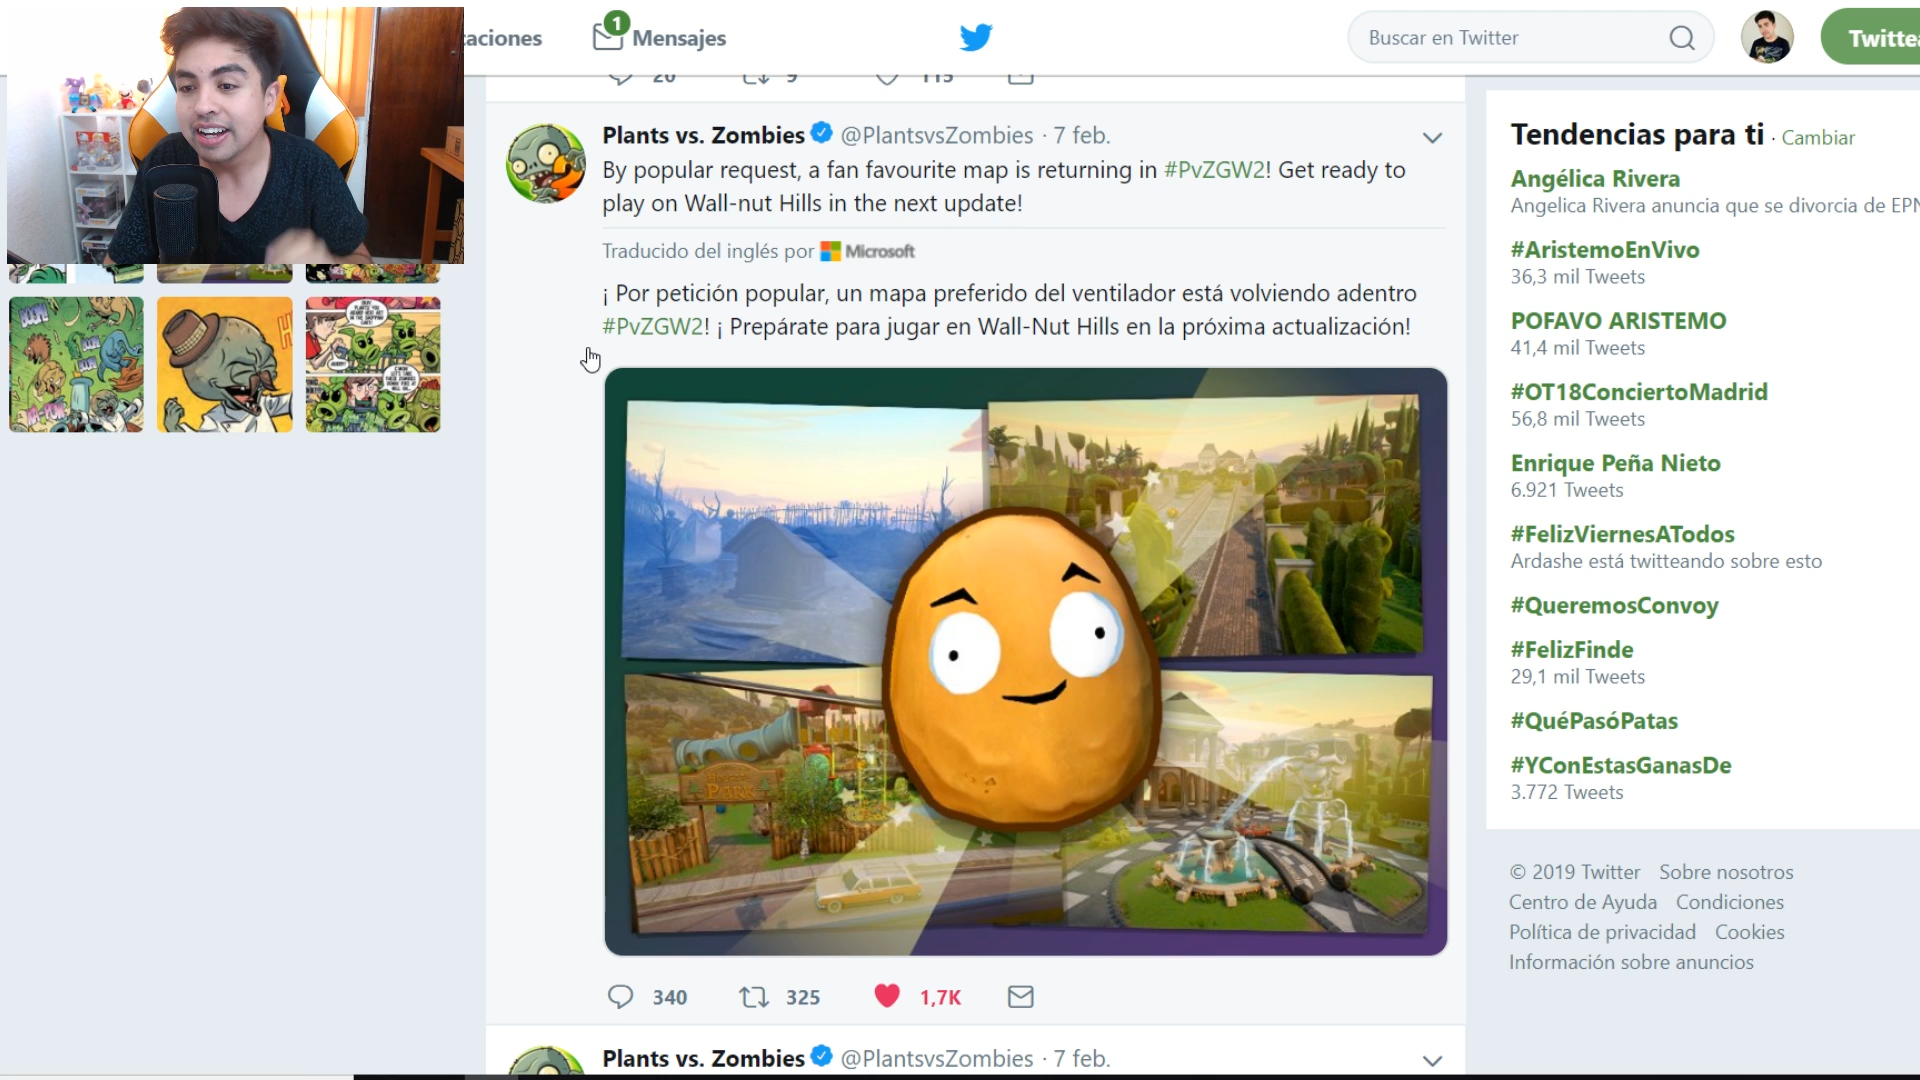 caciones
1
Mensajes
Buscar en Twitter
20 9 115
Plants vs. Zombies @PlantsvsZombies · 7 feb.
By popular request, a fan favourite map is returning in #PvZGW2! Get ready to
play on Wall-nut Hills in the next update!
Traducido del inglés por Microsoft
¡ Por petición popular, un mapa preferido del ventilador está volviendo adentro
#PvZGW2! ¡ Prepárate para jugar en Wall-Nut Hills en la próxima actualización!
PARK
340 325 1,7K
Plants vs. Zombies @PlantsvsZombies · 7 feb.
Tendencias para ti · Cambiar
Angélica Rivera
Angelica Rivera anuncia que se divorcia de EPN
#AristemoEnVivo
36,3 mil Tweets
POFAVO ARISTEMO
41,4 mil Tweets
#OT18ConciertoMadrid
56,8 mil Tweets
Enrique Peña Nieto
6.921 Tweets
#FelizViernesATodos
Ardashe está twitteando sobre esto
#QueremosConvoy
#FelizFinde
29,1 mil Tweets
#QuéPasóPatas
#YConEstasGanasDe
3.772 Tweets
© 2019 Twitter Sobre nosotros
Centro de Ayuda Condiciones
Política de privacidad Cookies
Información sobre anuncios